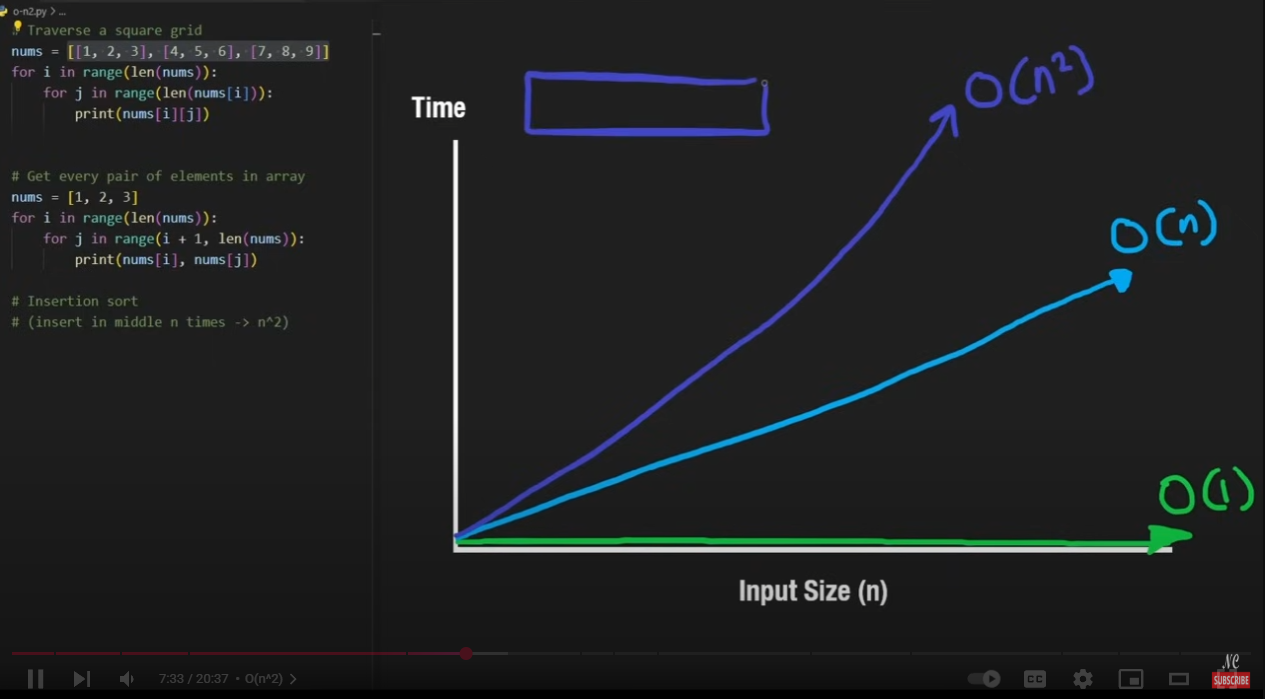 o-n2.py > ...
# Traverse a square grid
nums = [[1, 2, 3], [4, 5, 6], [7, 8, 9]]
for i in range(len(nums)):
    for j in range(len(nums[i])):
        print(nums[i][j])
# Get every pair of elements in array
nums = [1, 2, 3]
for i in range(len(nums)):
    for j in range(i + 1, len(nums)):
        print(nums[i], nums[j])
# Insertion sort
# (insert in middle n times -> n^2)
Time
O(n²)
O(n)
O(1)
Input Size (n)
7:33 / 20:37 • O(n^2) >
CC
NC
SUBSCRIBE